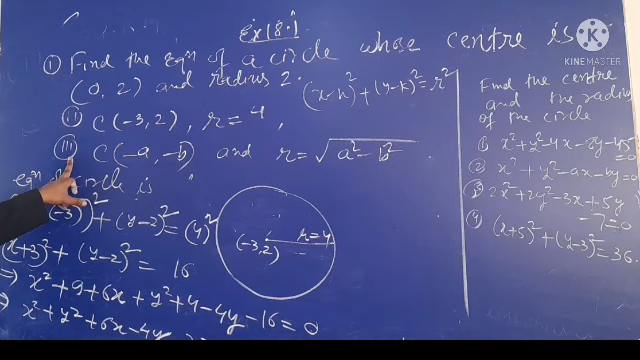 Ex 18.1
① Find the eqn of a circle whose centre is
(0, 2) and radius 2. (x-h)²+(y-k)²=r²
(ii) C(-3,2), r = 4
(iii) C(-a, -b) and r = √a²-b²
eqn circle is
-3))²+(y-2)² = (4)²
(x+3)² + (y-2)² = 16
⇒ x²+9+6x+y²+4-4y-16=0
⇒ x²+y²+6x-4y
(-3,2) r=4
Find the centre
and the radius
of the circle
① x²+y²-4x-8y-45=0
② x²+y²-ax-by=0
③ 2x²+2y²-3x+5y
-7=0
④ (x+5)²+(y-3)²=36.
KINEMASTER